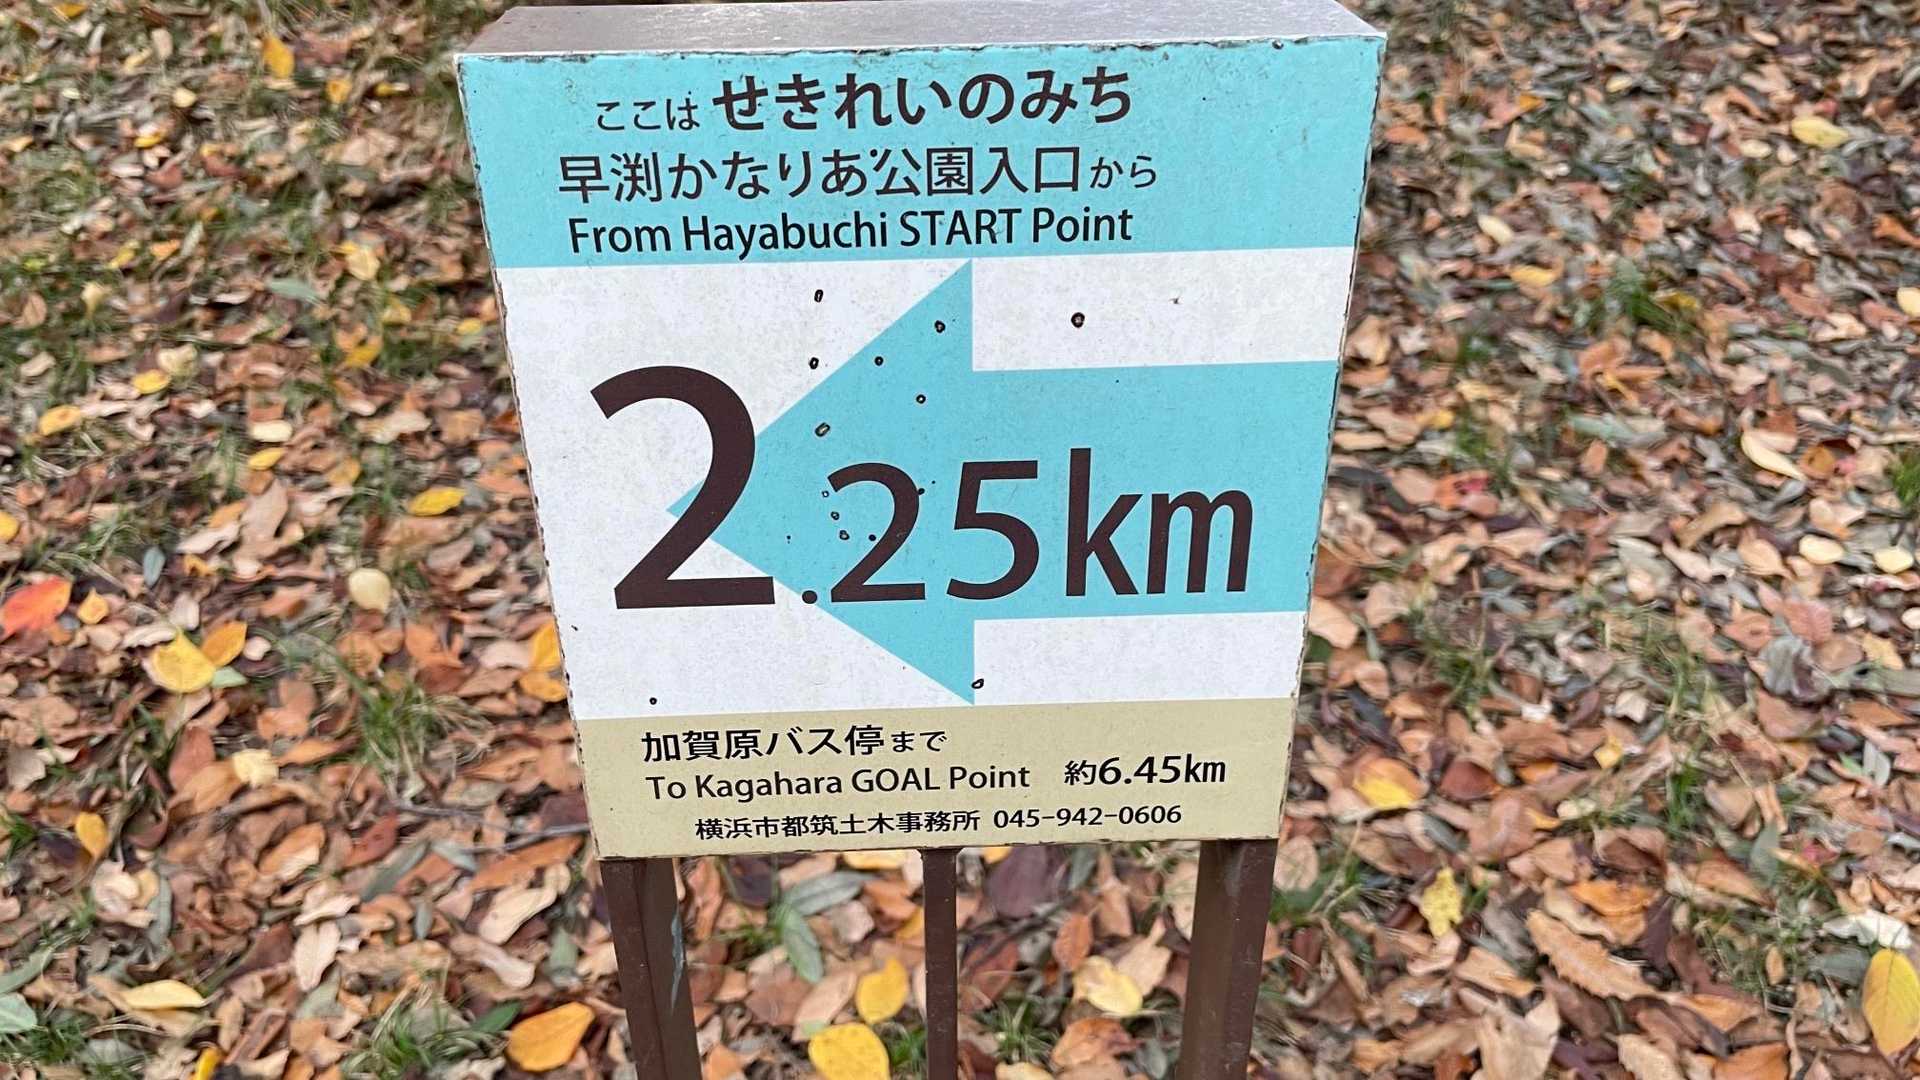 ここは せきれいのみち
早渕かなりあ公園入口から
From Hayabuchi START Point
2.25km
加賀原バス停まで
To Kagahara GOAL Point 約6.45km
横浜市都筑土木事務所 045-942-0606